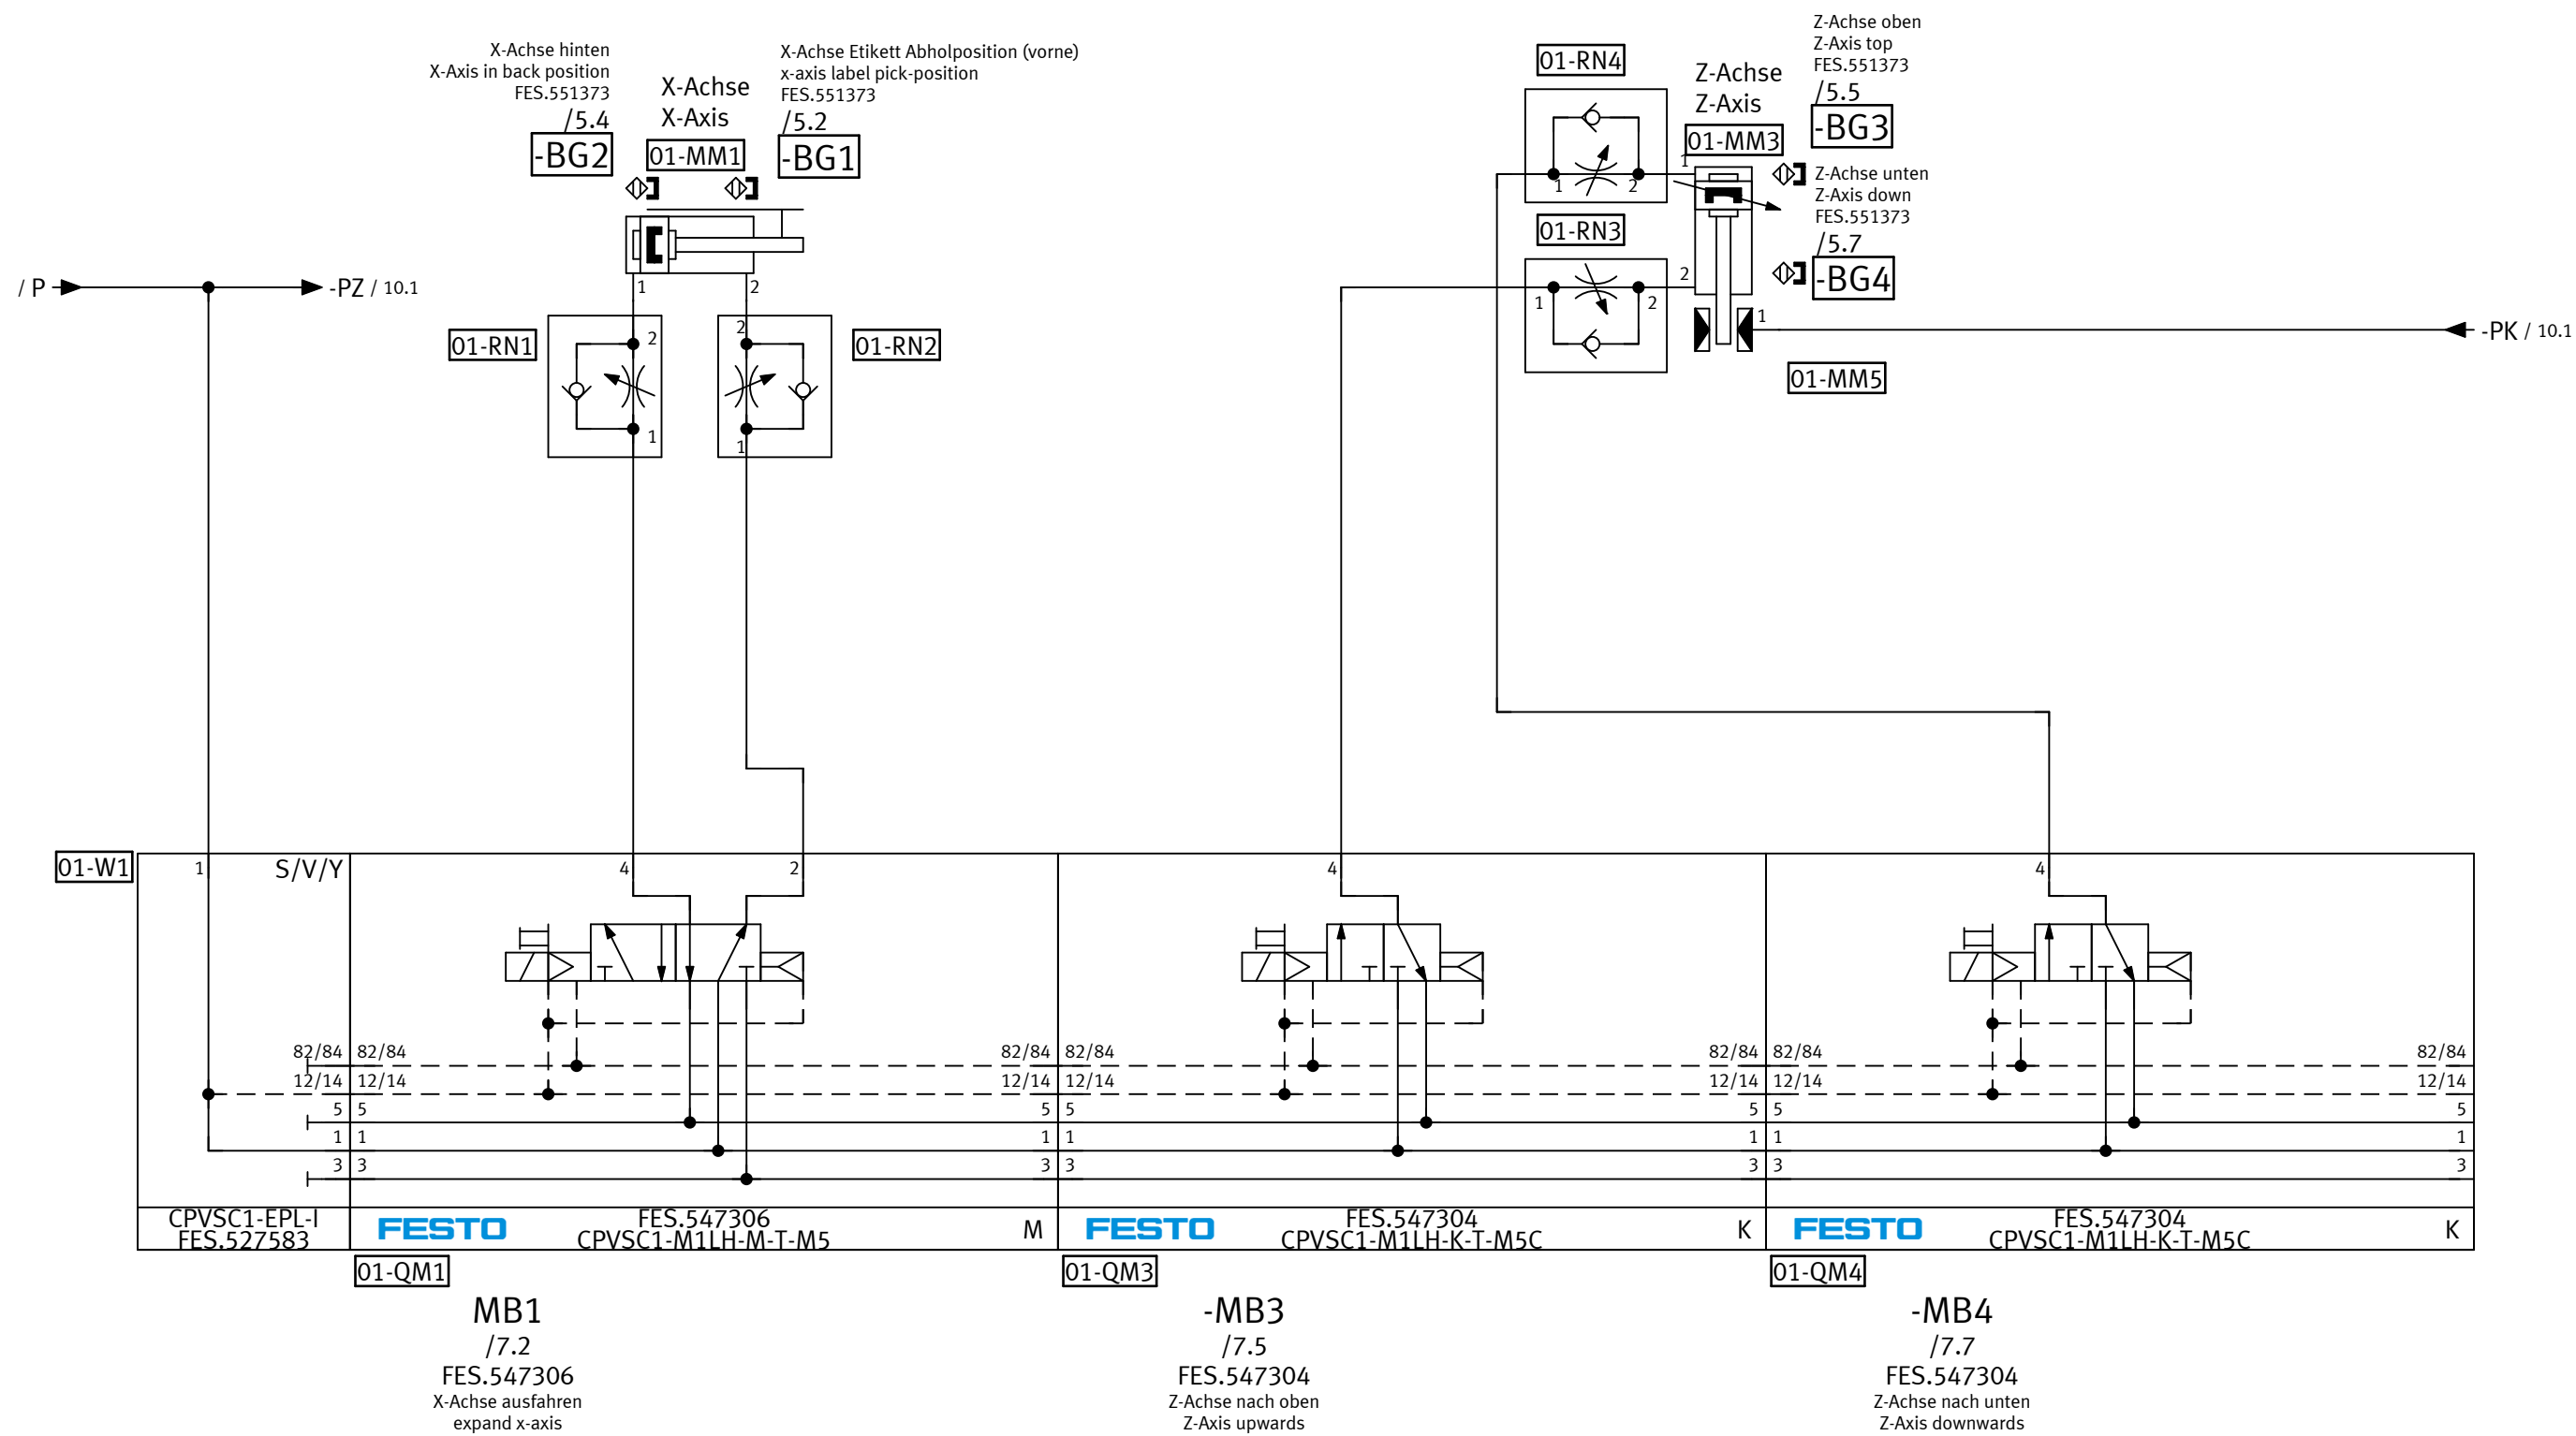 X-Achse hinten
X-Axis in back position
FES.551373
/5.4
-BG2
X-Achse
X-Axis
01-MM1
X-Achse Etikett Abholposition (vorne)
x-axis label pick-position
FES.551373
/5.2
-BG1
01-RN4
1
2
Z-Achse
Z-Axis
01-MM3
1
Z-Achse oben
Z-Axis top
FES.551373
/5.5
-BG3
Z-Achse unten
Z-Axis down
FES.551373
/5.7
-BG4
01-RN3
1
2
2
/ P
-PZ / 10.1
1
2
1
-PK / 10.1
01-MM5
01-RN1
2
1
2
1
01-RN2
01-W1
1
S/V/Y
4
2
4
4
82/84
82/84
82/84
82/84
82/84
82/84
82/84
12/14
12/14
12/14
12/14
12/14
12/14
12/14
5
5
5
5
5
5
5
1
1
1
1
1
1
1
3
3
3
3
3
3
3
CPVSC1-EPL-I
FES.527583
FESTO
FES.547306
CPVSC1-M1LH-M-T-M5
M
FESTO
FES.547304
CPVSC1-M1LH-K-T-M5C
K
FESTO
FES.547304
CPVSC1-M1LH-K-T-M5C
K
01-QM1
MB1
/7.2
FES.547306
X-Achse ausfahren
expand x-axis
01-QM3
-MB3
/7.5
FES.547304
Z-Achse nach oben
Z-Axis upwards
01-QM4
-MB4
/7.7
FES.547304
Z-Achse nach unten
Z-Axis downwards